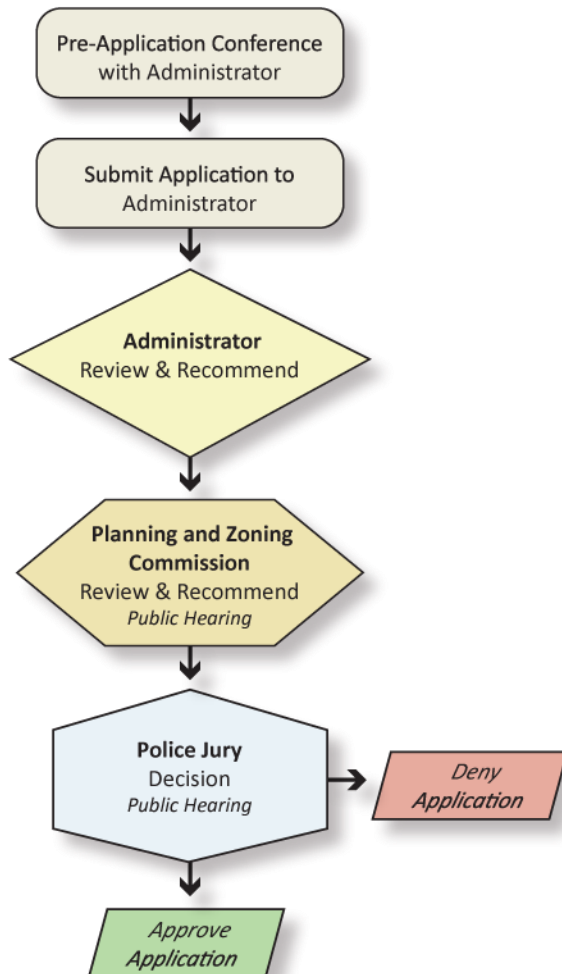 Pre-Application Conference
with Administrator
Submit Application to
Administrator
Administrator
Review & Recommend
Planning and Zoning
Commission
Review & Recommend
Public Hearing
Police Jury
Decision
Public Hearing
Deny
Application
Approve
Application